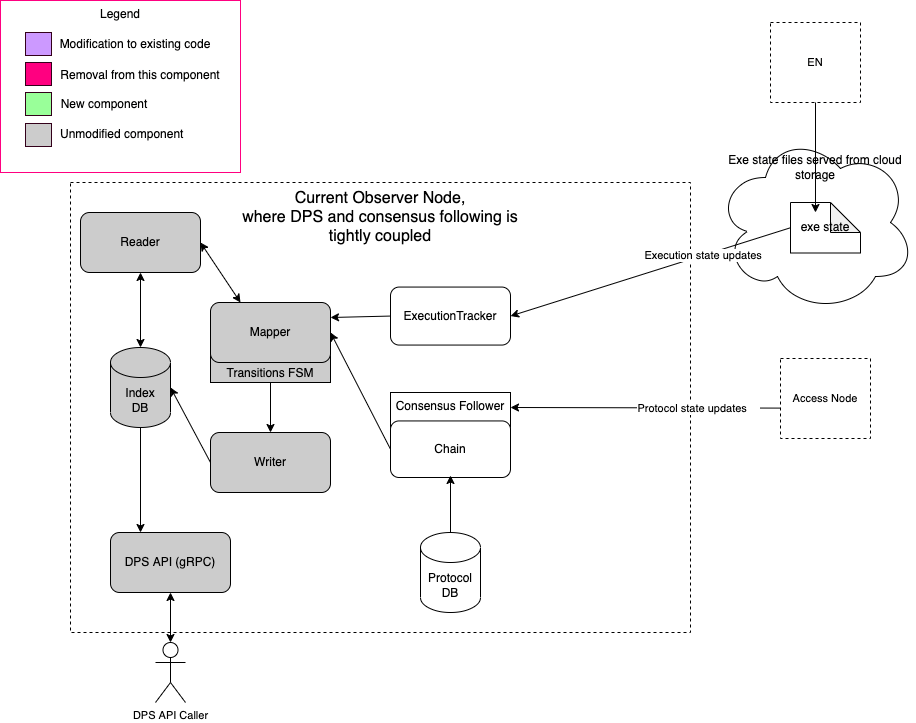 Legend
Modification to existing code
Removal from this component
New component
Unmodified component
EN
Exe state files served from cloud
storage
exe state
Current Observer Node,
where DPS and consensus following is
tightly coupled
Reader
Execution state updates
Mapper
Transitions FSM
ExecutionTracker
Index
DB
Consensus Follower
Chain
Protocol state updates
Access Node
Writer
DPS API (gRPC)
Protocol
DB
DPS API Caller